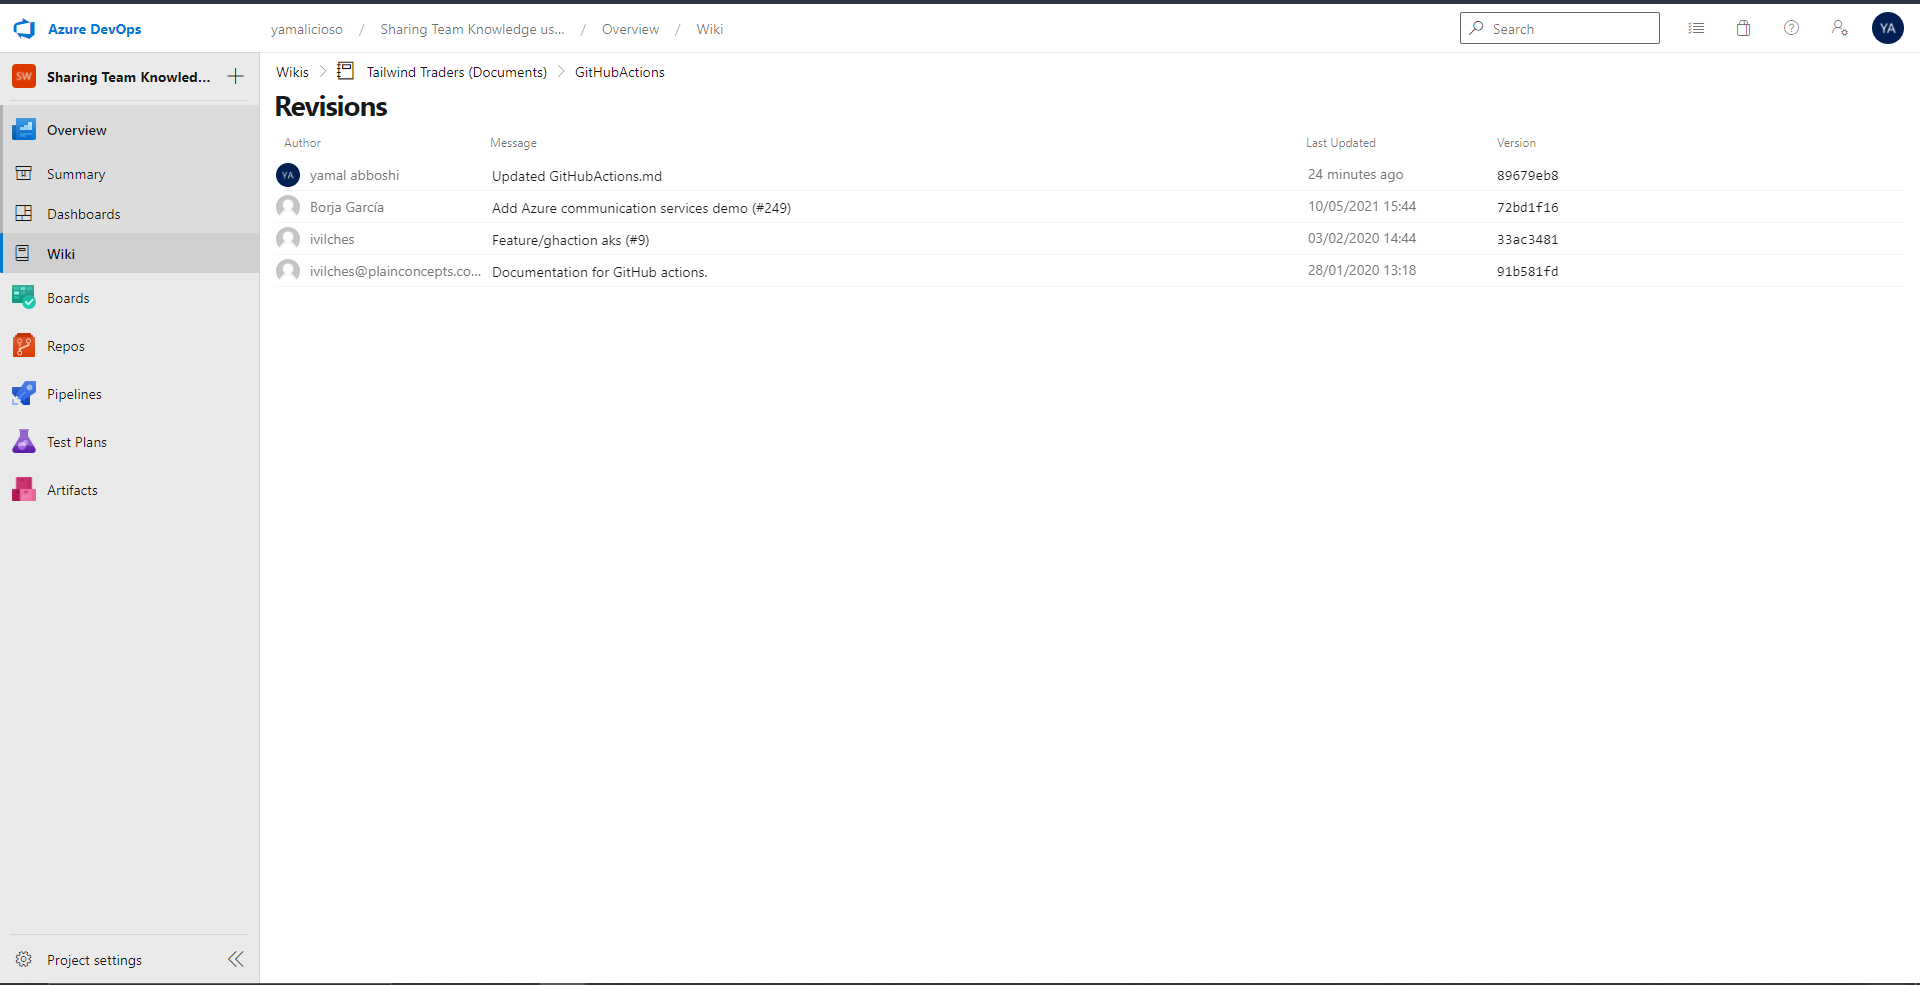 Azure DevOps
yamalicioso / Sharing Team Knowledge us... / Overview / Wiki
Search
YA
SW Sharing Team Knowled...
Overview
Summary
Dashboards
Wiki
Boards
Repos
Pipelines
Test Plans
Artifacts
Project settings
Wikis > Tailwind Traders (Documents) > GitHubActions
Revisions
Author Message Last Updated Version
YA yamal abboshi Updated GitHubActions.md 24 minutes ago 89679eb8
Borja García Add Azure communication services demo (#249) 10/05/2021 15:44 72bd1f16
ivilches Feature/ghaction aks (#9) 03/02/2020 14:44 33ac3481
ivilches@plainconcepts.co... Documentation for GitHub actions. 28/01/2020 13:18 91b581fd